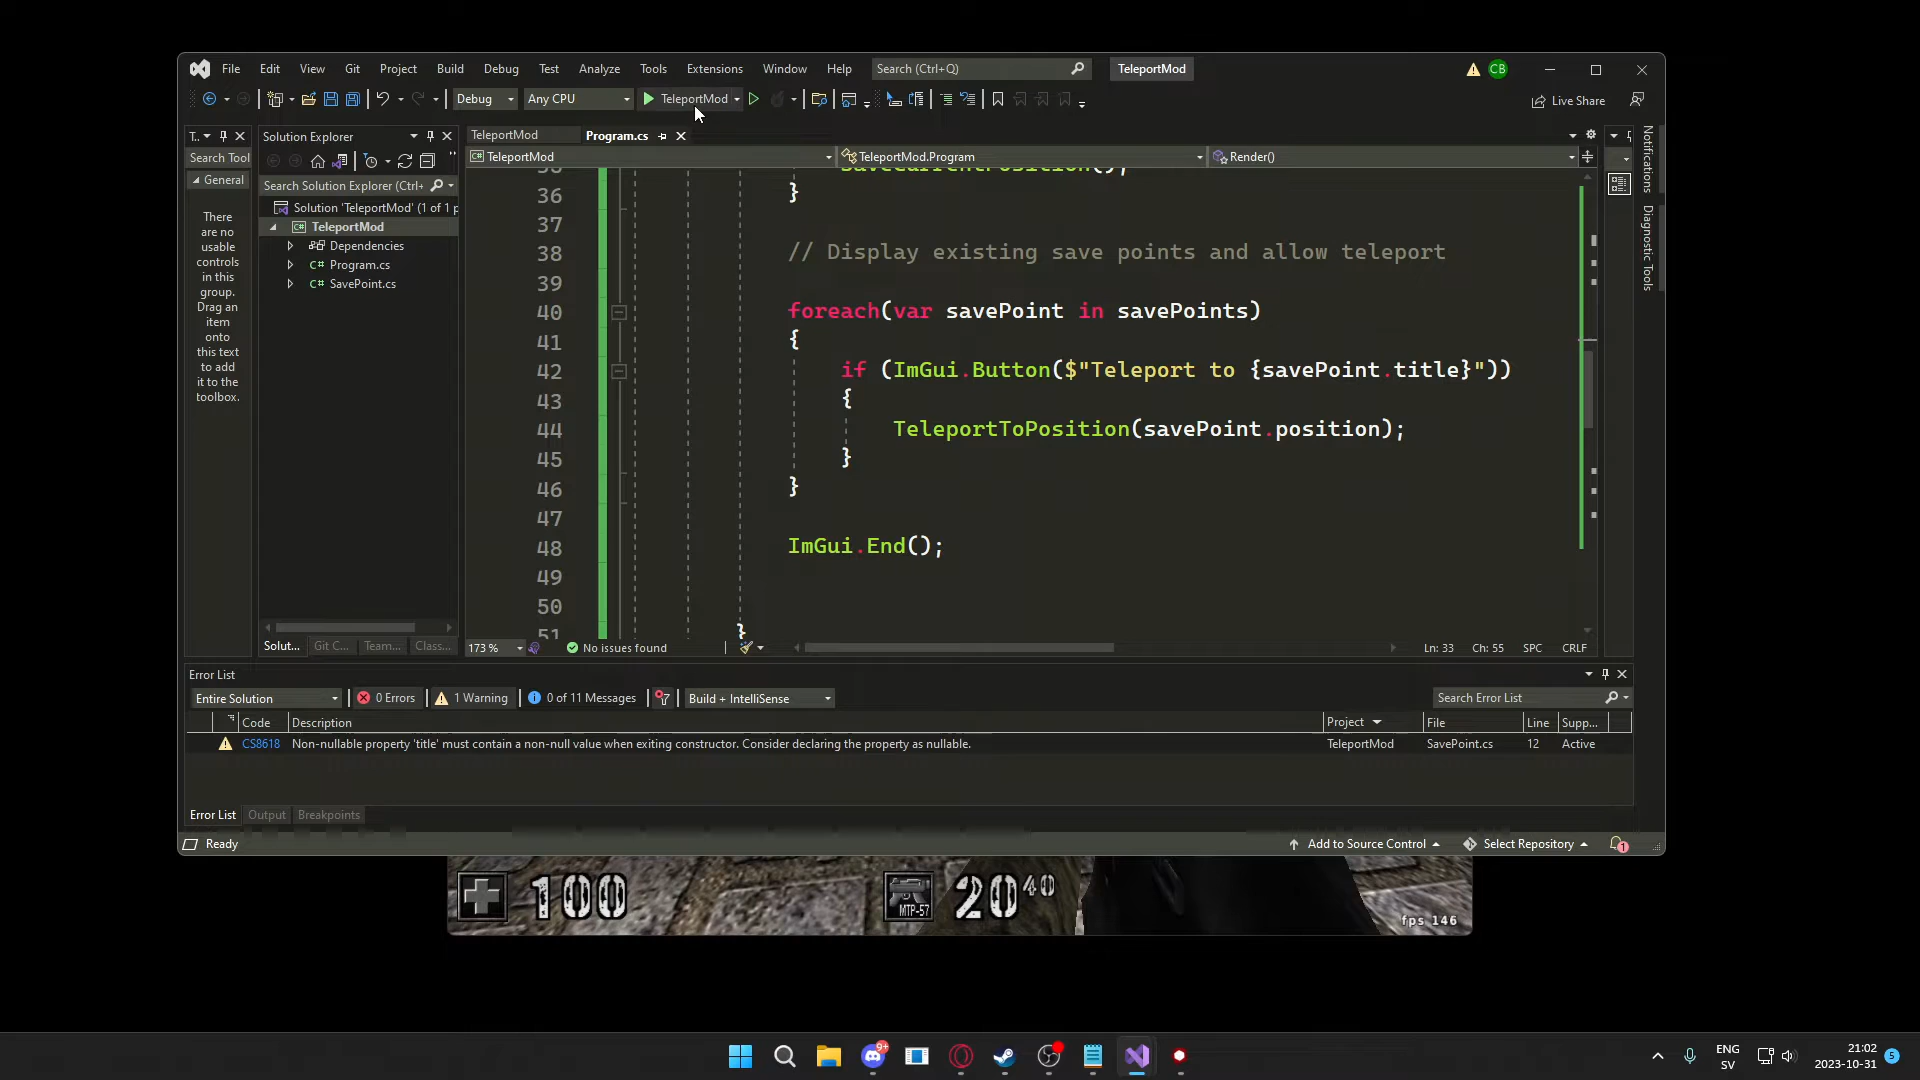 File Edit View Git Project Build Debug Test Analyze Tools Extensions Window Help Search (Ctrl+Q) TeleportMod CB
Debug Any CPU TeleportMod Live Share
T.. Solution Explorer TeleportMod Program.cs
Search Tool TeleportMod TeleportMod.Program Render()
General
There
are no
usable
controls
in this
group.
Drag an
item
onto
this text
to add
it to the
toolbox.
Search Solution Explorer (Ctrl+
Solution 'TeleportMod' (1 of 1 p
TeleportMod
Dependencies
C# Program.cs
C# SavePoint.cs
Solut... Git C... Team... Class...
36 }
37
38 // Display existing save points and allow teleport
39
40 foreach(var savePoint in savePoints)
41 {
42 if (ImGui.Button($"Teleport to {savePoint.title}"))
43 {
44 TeleportToPosition(savePoint.position);
45 }
46 }
47
48 ImGui.End();
49
50
51 }
Notifications
Diagnostic Tools
173 % No issues found Ln: 33 Ch: 55 SPC CRLF
Error List
Entire Solution 0 Errors 1 Warning 0 of 11 Messages Build + IntelliSense Search Error List
Code Description Project File Line Supp...
CS8618 Non-nullable property 'title' must contain a non-null value when exiting constructor. Consider declaring the property as nullable. TeleportMod SavePoint.cs 12 Active
Error List Output Breakpoints
Ready Add to Source Control Select Repository 1
100 MTP-57 20 40
fps 146
9+ ENG
SV 21:02
2023-10-31 5